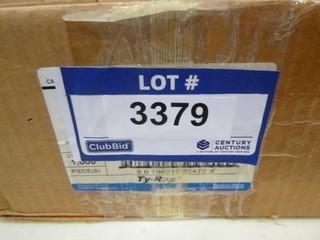 CA
LOT #
3379
ClubBid
CENTURY
AUCTIONS
1,000
PIECE(S)
Ty-Rap